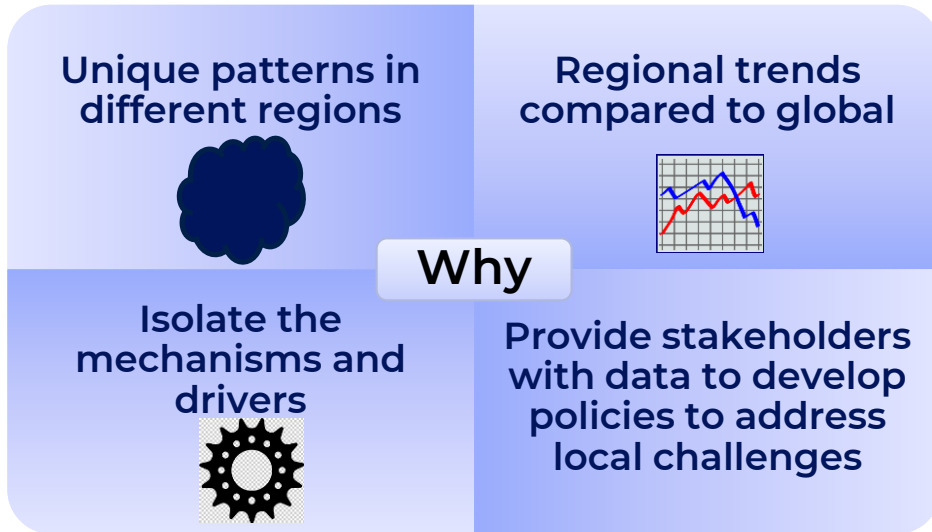 Unique patterns in
different regions
Regional trends
compared to global
Why
Isolate the
mechanisms and
drivers
Provide stakeholders
with data to develop
policies to address
local challenges